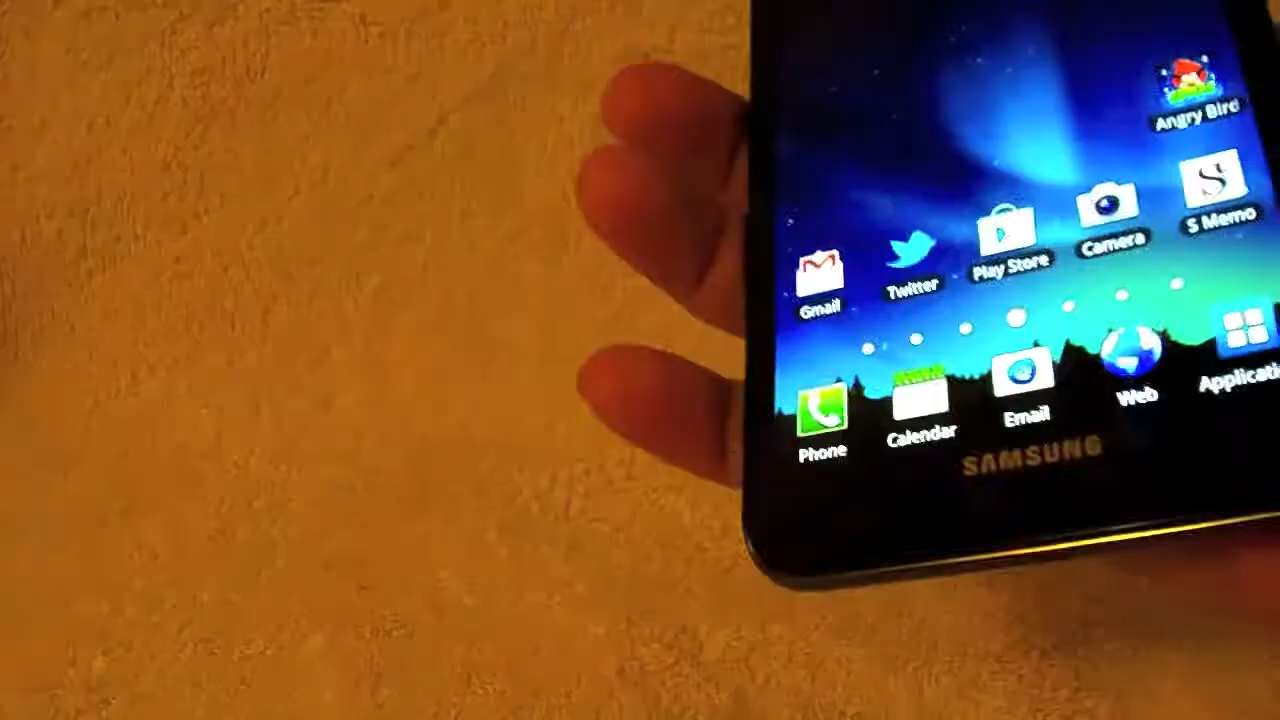 Angry Bird
S
S Memo
Camera
Play Store
Twitter
Gmail
Applicati
Web
Email
Calendar
Phone
SAMSUNG